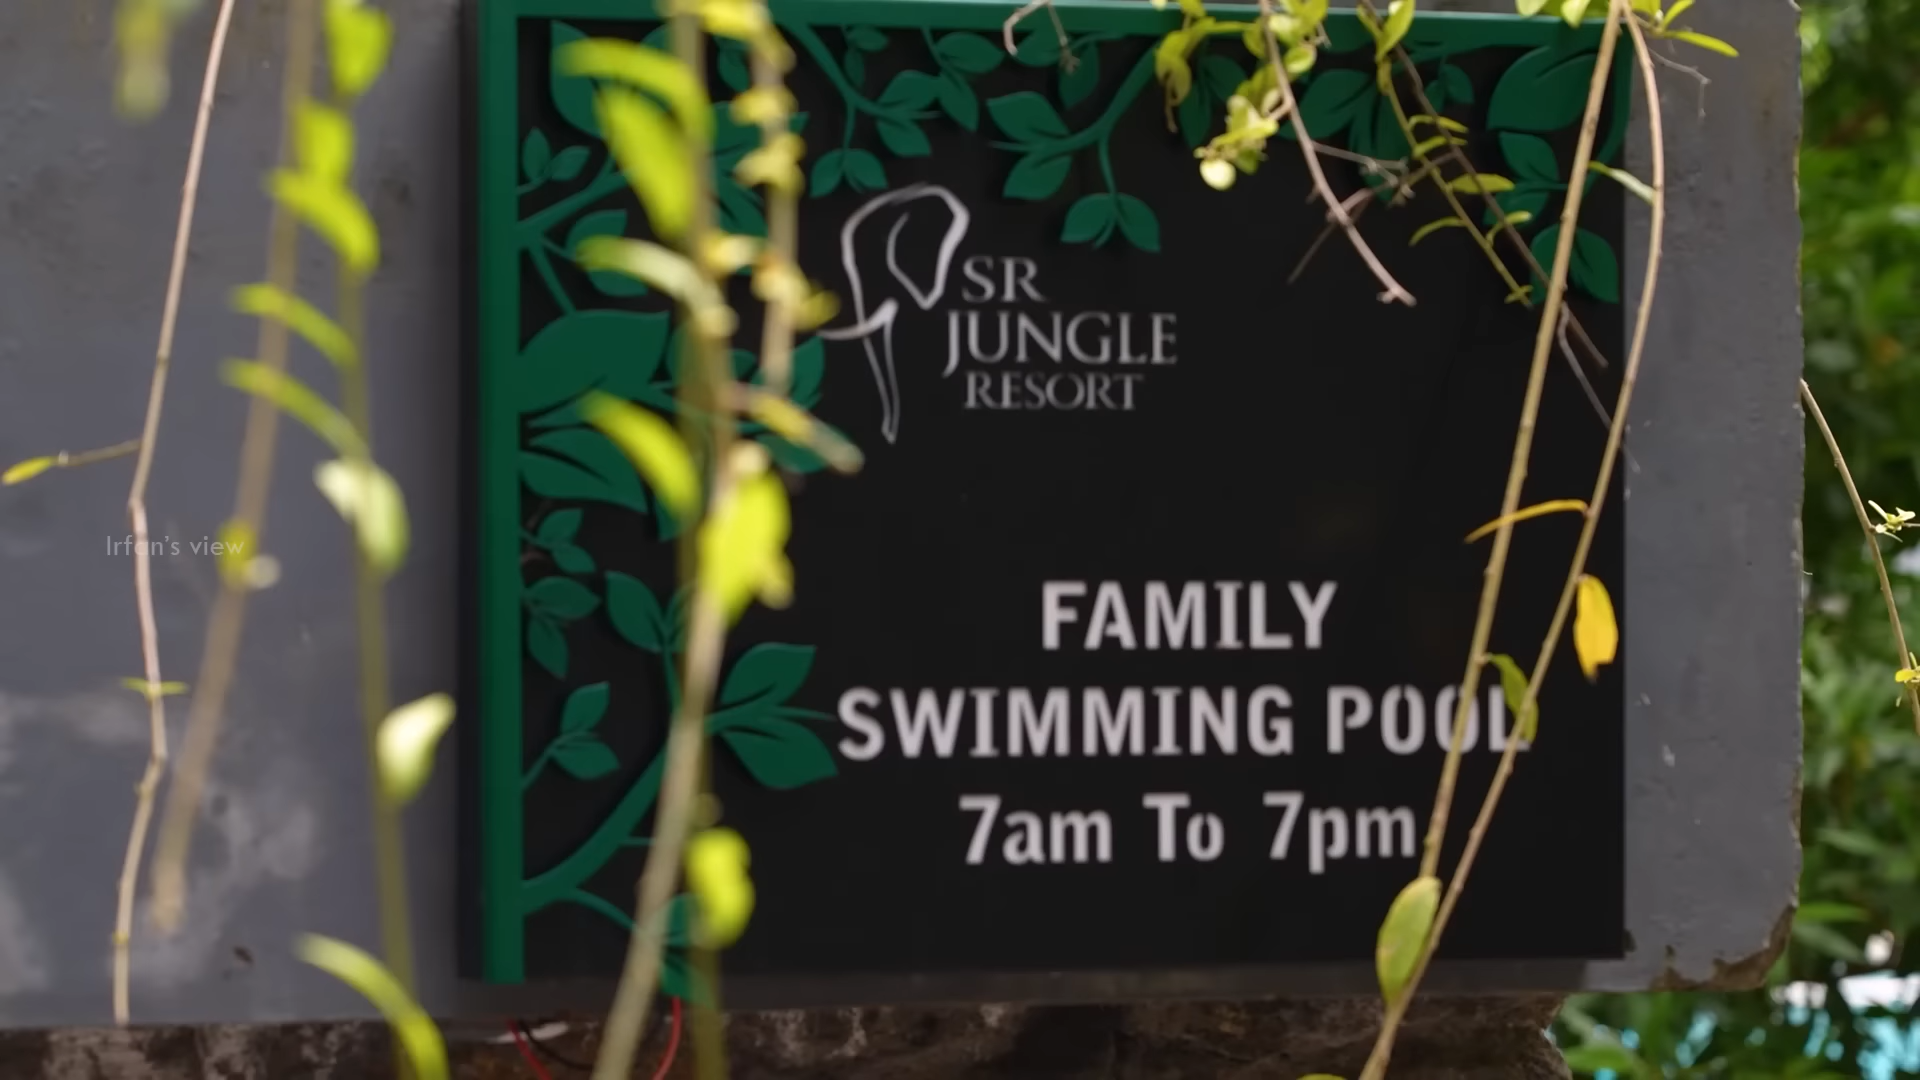 SR
JUNGLE
RESORT
Irfan's view
FAMILY
SWIMMING POOL
7am To 7pm